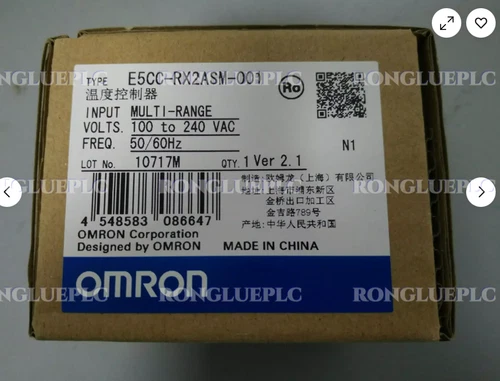 TYPE E5CC-RX2ASM-001
温度控制器
INPUT MULTI-RANGE
VOLTS. 100 to 240 VAC
FREQ. 50/60Hz
N1
LOT No. 10717M QTY. 1 Ver 2.1
4 548583 086647
制造: 欧姆龙(上海)有限公司
地址: 上海市浦东新区
金桥出口加工区
金吉路789号
产地: 中华人民共和国
OMRON Corporation
Designed by OMRON
MADE IN CHINA
OMRON
RONGLUEPLC RONGLUEPLC RONGLUEPLC
RONGLUEPLC RONGLUEPLC RONGLUEPLC
RONGLUEPLC RONGLUEPLC RONGLUEPLC